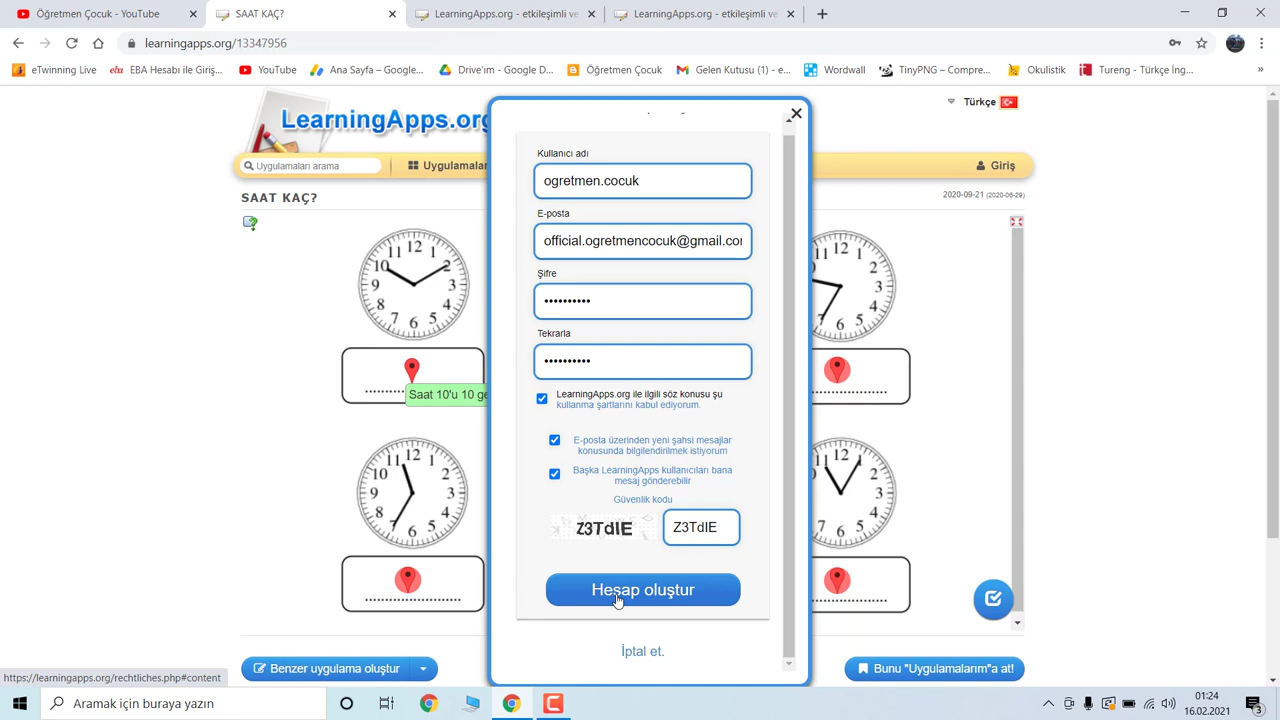 Öğretmen Çocuk - YouTube
SAAT KAÇ?
LearningApps.org - etkileşimli ve
LearningApps.org - etkileşimli ve
learningapps.org/13347956
eTwinning Live
EBA Hesabı ile Giriş...
YouTube
Ana Sayfa – Google...
Drive'ım - Google D...
Öğretmen Çocuk
Gelen Kutusu (1) - e...
Wordwall
TinyPNG – Compre...
Okulistik
Tureng - Türkçe İng...
LearningApps.org
Türkçe
Uygulamaları arama
Uygulamalar
Giriş
SAAT KAÇ?
2020-09-21 (2020-06-29)
Kullanıcı adı
ogretmen.cocuk
E-posta
official.ogretmencocuk@gmail.co
Şifre
Tekrarla
LearningApps.org ile ilgili söz konusu şu
kullanma şartlarını kabul ediyorum.
E-posta üzerinden yeni şahsi mesajlar
konusunda bilgilendirilmek istiyorum
Başka LearningApps kullanıcıları bana
mesaj gönderebilir
Güvenlik kodu
Z3TdIE
Z3TdIE
Hesap oluştur
İptal et.
Saat 10'u 10 ge
Benzer uygulama oluştur
Bunu "Uygulamalarım"a at!
https://learningapps.org/rechtliches.php#content
Aramak için buraya yazın
01:24
16.02.2021
3